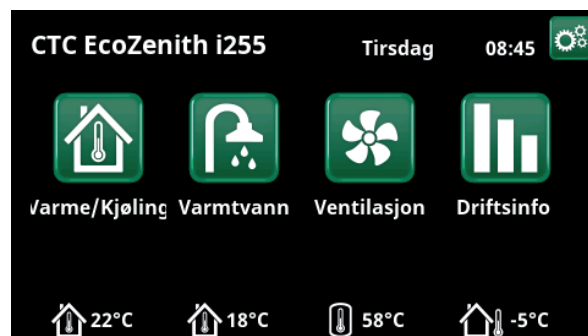 CTC EcoZenith i255 Tirsdag 08:45
Varme/Kjøling Varmtvann Ventilasjon Driftsinfo
22°C 18°C 58°C -5°C